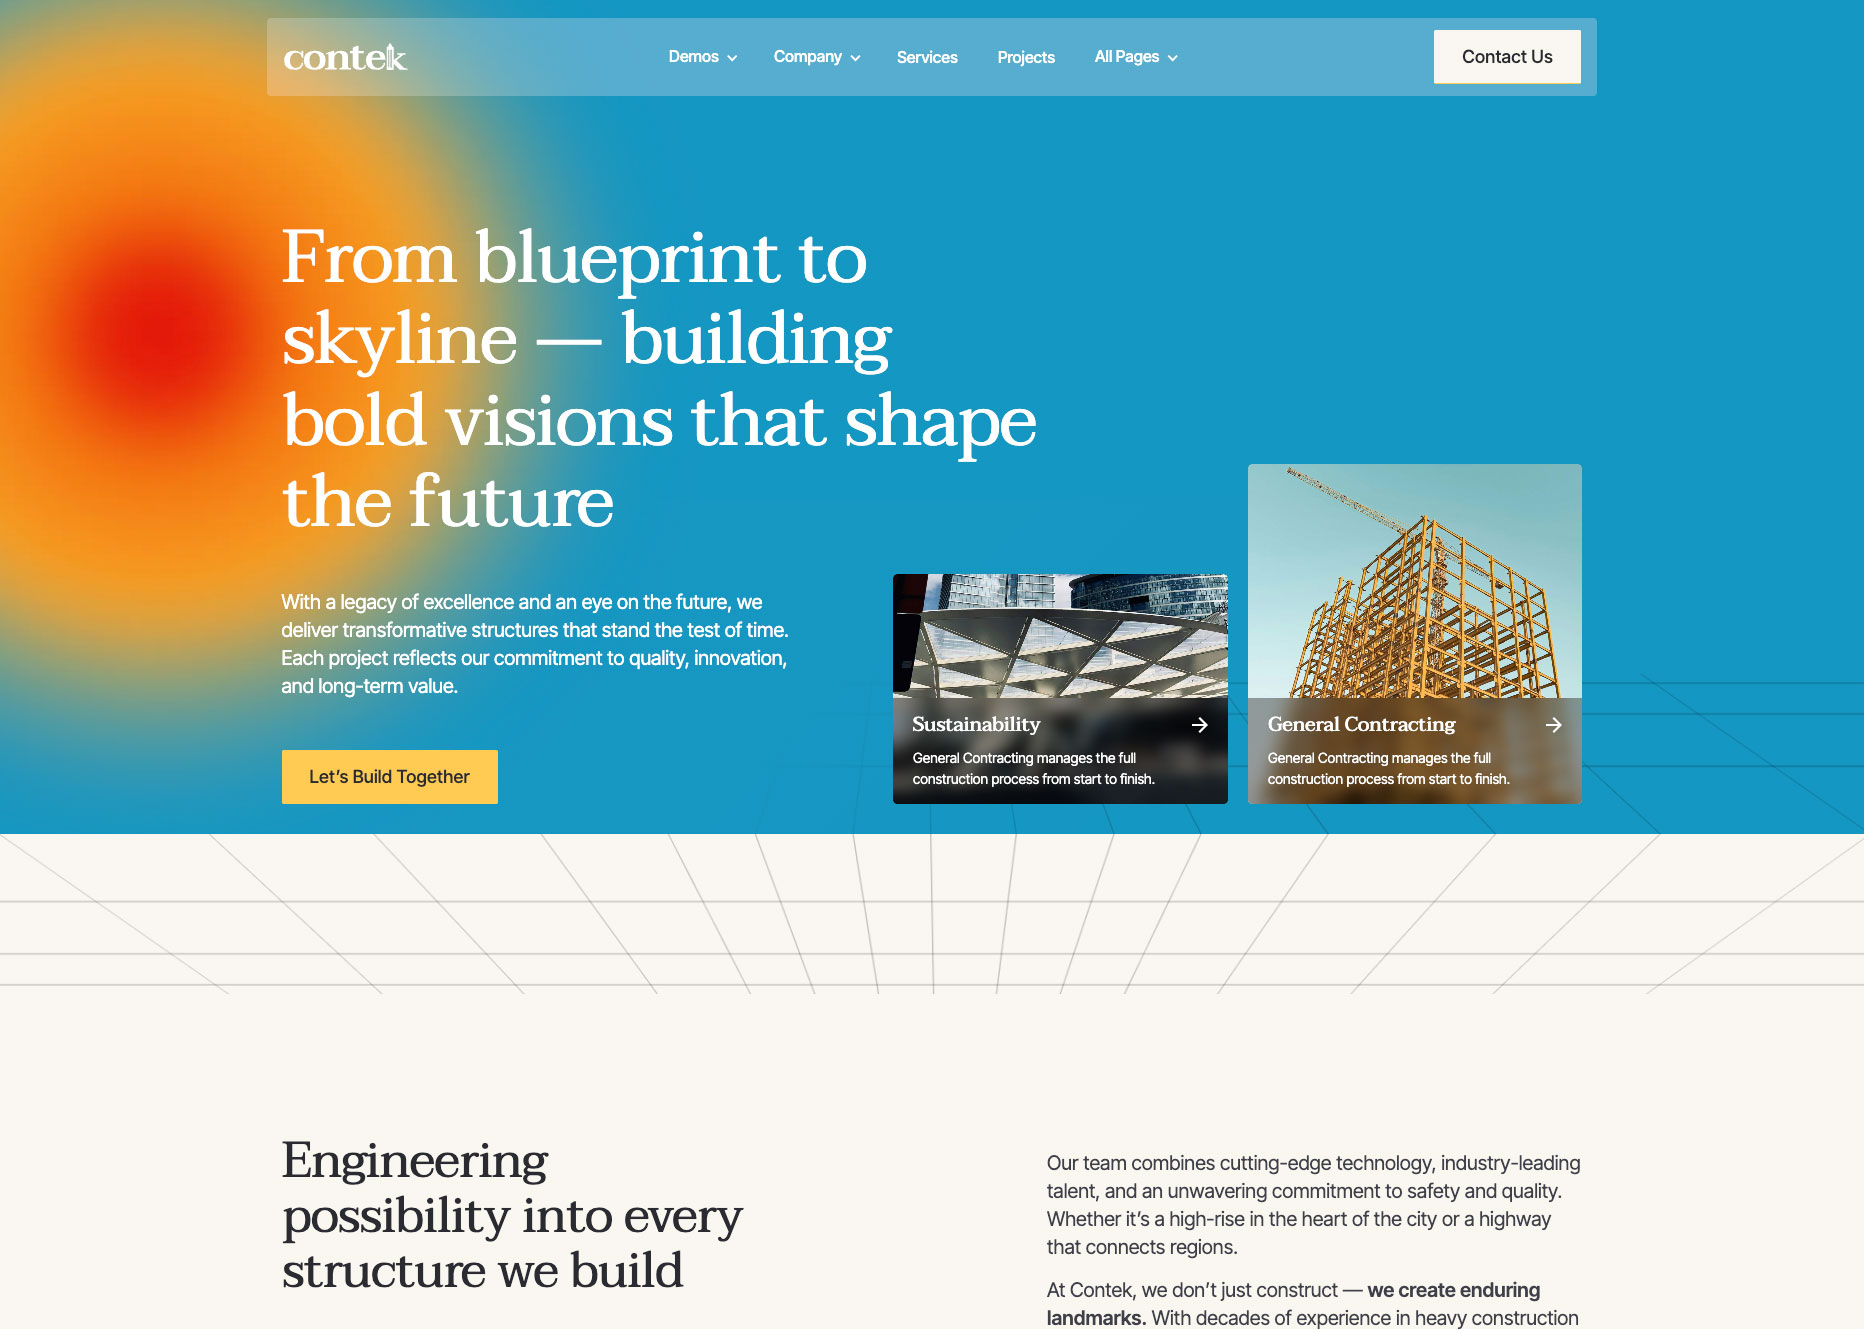 contek
Demos
Company
Services
Projects
All Pages
Contact Us
From blueprint to
skyline — building
bold visions that shape
the future
With a legacy of excellence and an eye on the future, we
deliver transformative structures that stand the test of time.
Each project reflects our commitment to quality, innovation,
and long-term value.
Let’s Build Together
Sustainability
General Contracting manages the full
construction process from start to finish.
General Contracting
General Contracting manages the full
construction process from start to finish.
Engineering
possibility into every
structure we build
Our team combines cutting-edge technology, industry-leading
talent, and an unwavering commitment to safety and quality.
Whether it’s a high-rise in the heart of the city or a highway
that connects regions.
At Contek, we don’t just construct — we create enduring
landmarks. With decades of experience in heavy construction